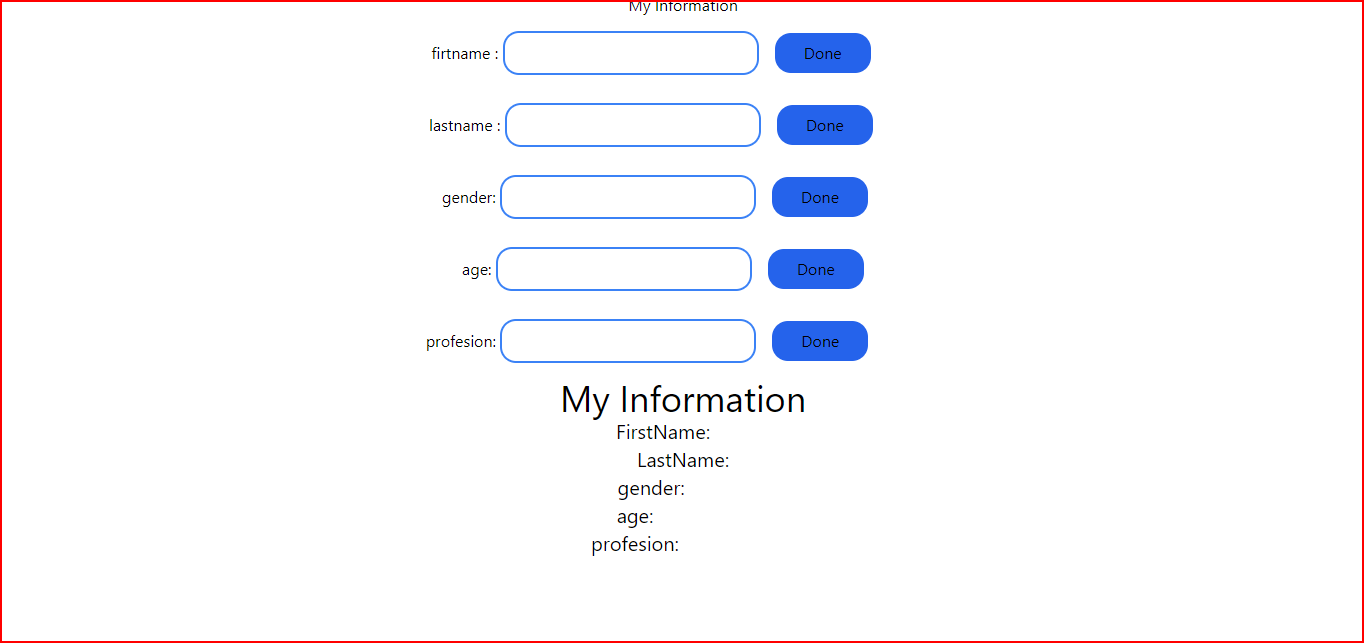 My Information
firtname : Done
lastname : Done
gender: Done
age: Done
profesion: Done
My Information
FirstName:
LastName:
gender:
age:
profesion: